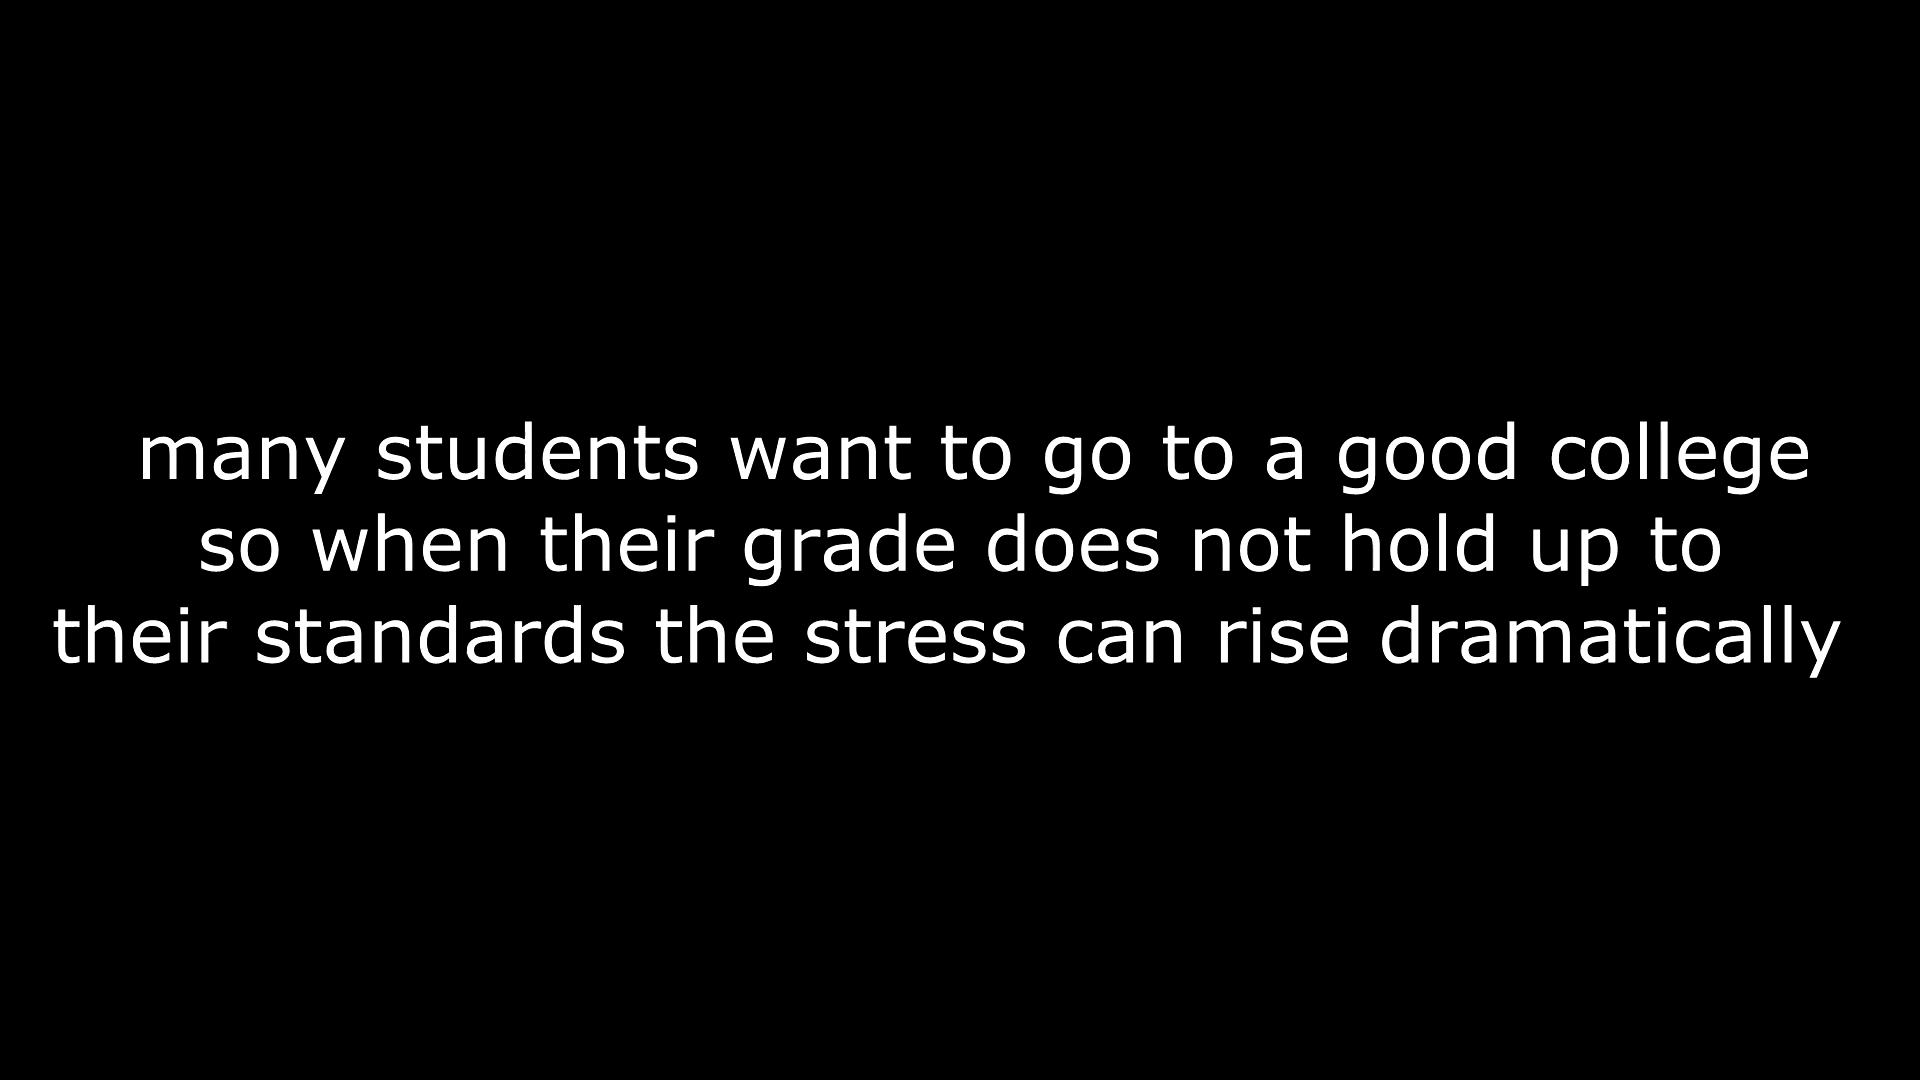 many students want to go to a good college
so when their grade does not hold up to
their standards the stress can rise dramatically